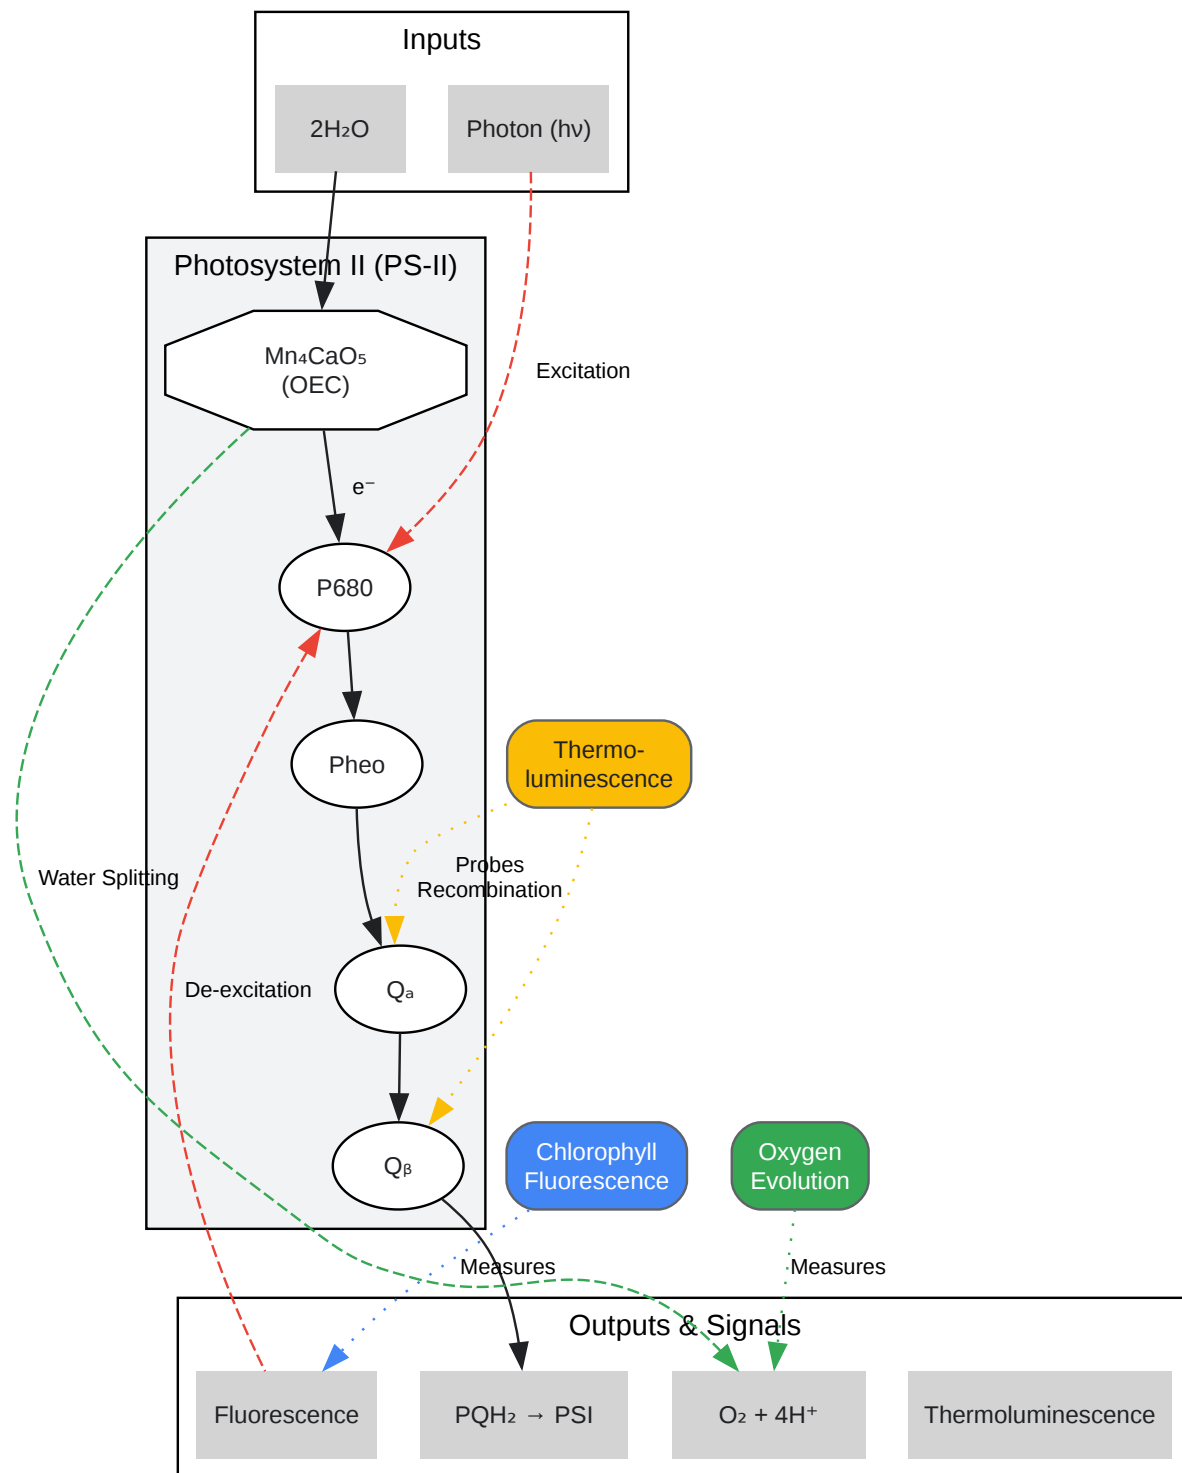 Inputs
2H₂O
Photon (hν)
Photosystem II (PS-II)
Mn₄CaO₅
(OEC)
Excitation
e⁻
P680
Pheo
Thermo-
luminescence
Probes
Recombination
Water Splitting
De-excitation
Qₐ
Qᵦ
Chlorophyll
Fluorescence
Oxygen
Evolution
Measures
Measures
Outputs & Signals
Fluorescence
PQH₂ → PSI
O₂ + 4H⁺
Thermoluminescence